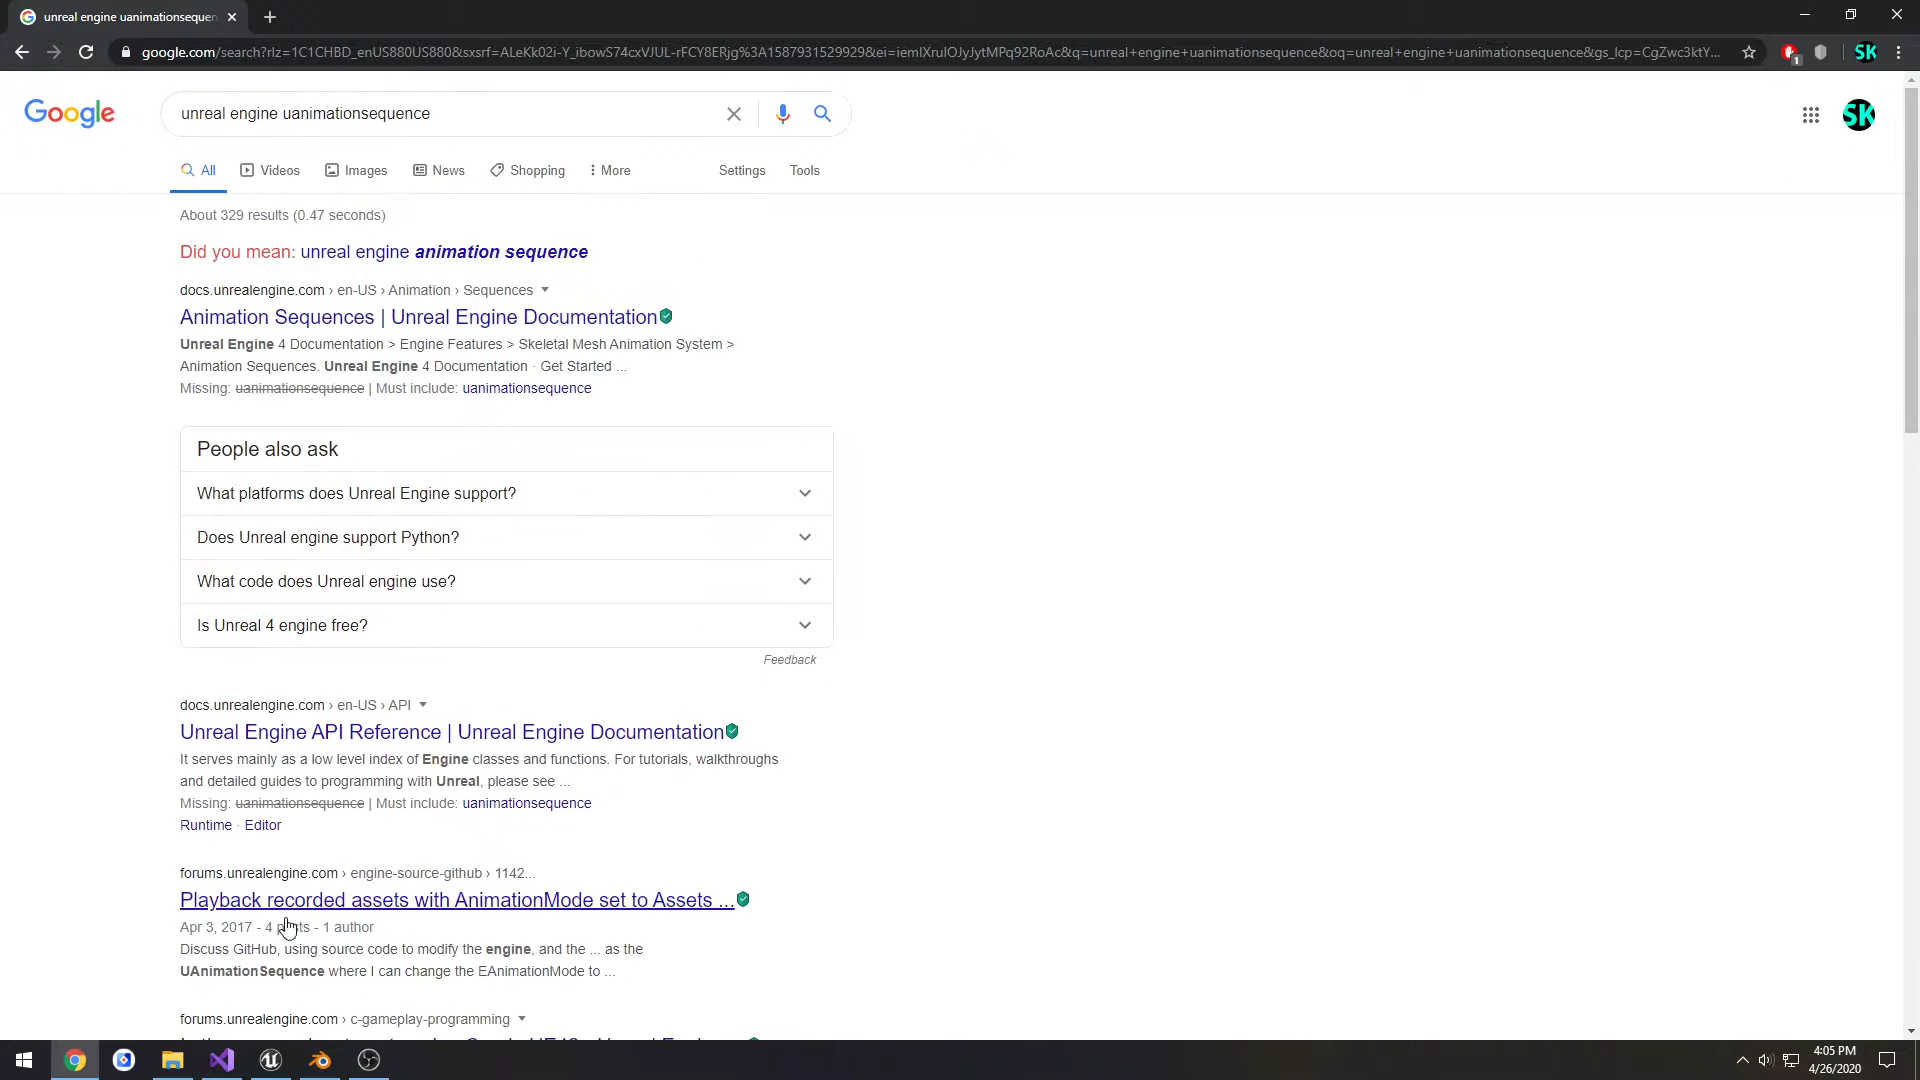 unreal engine uanimationsequen
google.com/search?rlz=1C1CHBD_enUS880US880&sxsrf=ALeKk02i-Y_ibowS74cxVJUL-rFCY8ERjg%3A1587931529929&ei=iemlXrulOJyJytMPq92RoAc&q=unreal+engine+uanimationsequence&oq=unreal+engine+uanimationsequence&gs_lcp=CgZwc3ktY...
1
SK
Google
unreal engine uanimationsequence
SK
All
Videos
Images
News
Shopping
More
Settings
Tools
About 329 results (0.47 seconds)
Did you mean: unreal engine animation sequence
docs.unrealengine.com › en-US › Animation › Sequences
Animation Sequences | Unreal Engine Documentation
Unreal Engine 4 Documentation > Engine Features > Skeletal Mesh Animation System >
Animation Sequences. Unreal Engine 4 Documentation · Get Started ...
Missing: uanimationsequence | Must include: uanimationsequence
People also ask
What platforms does Unreal Engine support?
Does Unreal engine support Python?
What code does Unreal engine use?
Is Unreal 4 engine free?
Feedback
docs.unrealengine.com › en-US › API
Unreal Engine API Reference | Unreal Engine Documentation
It serves mainly as a low level index of Engine classes and functions. For tutorials, walkthroughs
and detailed guides to programming with Unreal, please see ...
Missing: uanimationsequence | Must include: uanimationsequence
Runtime · Editor
forums.unrealengine.com › engine-source-github › 1142...
Playback recorded assets with AnimationMode set to Assets ...
Apr 3, 2017 - 4 posts - 1 author
Discuss GitHub, using source code to modify the engine, and the ... as the
UAnimationSequence where I can change the EAnimationMode to ...
forums.unrealengine.com › c-gameplay-programming
4:05 PM
4/26/2020